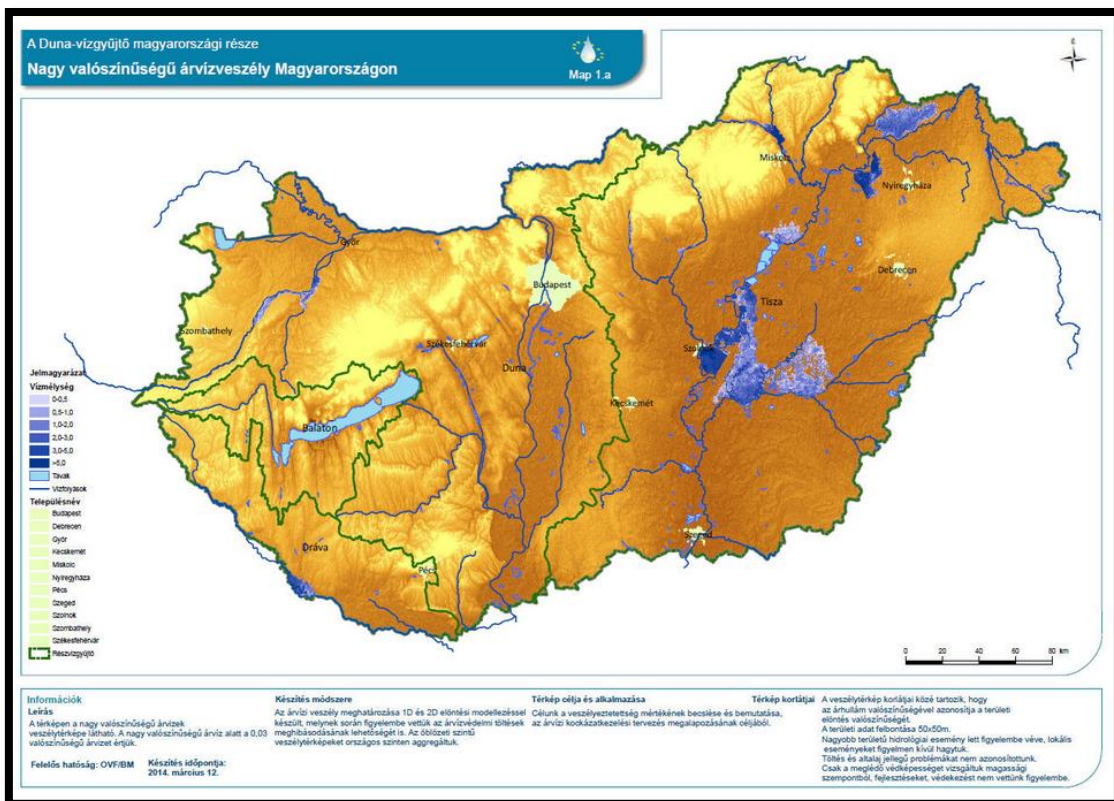 A Duna-vízgyűjtő magyarországi része
Nagy valószínűségű árvízveszély Magyarországon
Map 1.a
Miskolc
Nyíregyháza
Győr
Budapest
Debrecen
Tisza
Szombathely
Székesfehérvár
Szolnok
Duna
Kecskemét
Balaton
Dráva
Pécs
Szeged
Jelmagyarázat
Vízmélység
0-0,5
0,5-1,0
1,0-2,0
2,0-3,0
3,0-5,0
>5,0
Tavak
Vízfolyások
Településnév
Budapest
Debrecen
Győr
Kecskemét
Miskolc
Nyíregyháza
Pécs
Szeged
Szolnok
Szombathely
Székesfehérvár
Részvízgyűjtő
0 20 40 60 80 km
Információk
Leírás
A térképen a nagy valószínűségű árvizek
veszélytérképe látható. A nagy valószínűségű árvíz alatt a 0,03
valószínűségű árvizet értjük.
Felelős hatóság: OVF/BM
Készítés időpontja:
2014. március 12.
Készítés módszere
Az árvízi veszély meghatározása 1D és 2D elöntési modellezéssel
készült, melynek során figyelembe vettük az árvízvédelmi töltések
meghibásodásának lehetőségét is. Az öblözeti szintű
veszélytérképeket országos szinten aggregáltuk.
Térkép célja és alkalmazása
Célunk a veszélyeztetettség mértékének becslése és bemutatása,
az árvízi kockázatkezelési tervezés megalapozásának céljából.
Térkép korlátjai
A veszélytérkép korlátjai közé tartozik, hogy
az árhullám valószínűségével azonosítja a területi
elöntés valószínűségét.
A területi adat felbontása 50x50m.
Nagyobb területű hidrológiai esemény lett figyelembe véve, lokális
eseményeket figyelmen kívül hagytuk.
Töltés és altalaj jellegű problémákat nem azonosítottunk.
Csak a meglédő védképességet vizsgáltuk magassági
szempontból, fejlesztéseket, védekezést nem vettünk figyelembe.